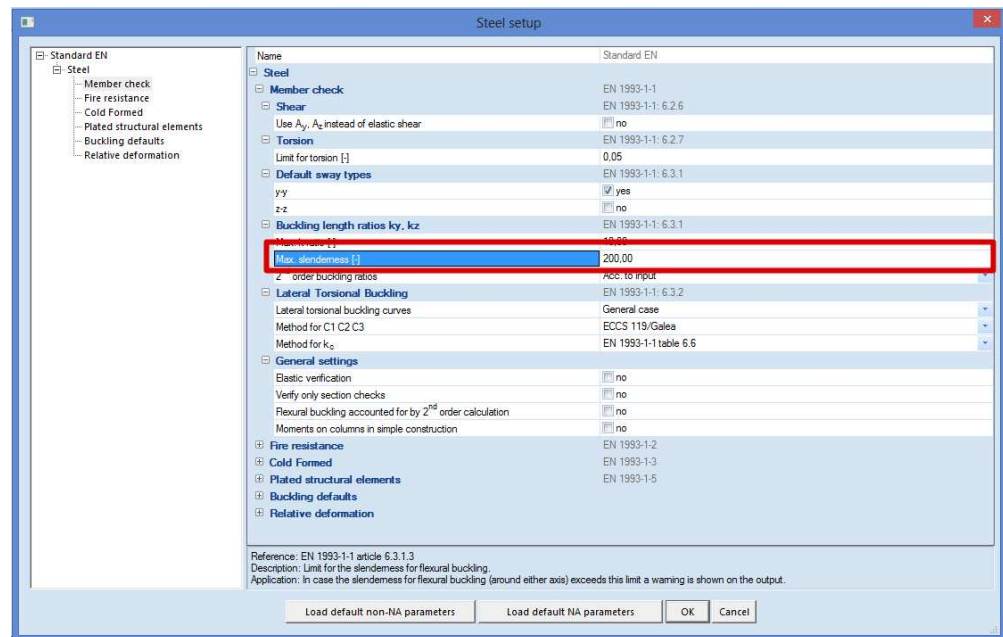 Steel setup
Standard EN
Steel
Member check
Fire resistance
Cold Formed
Plated structural elements
Buckling defaults
Relative deformation
Name Standard EN
Steel
Member check EN 1993-1-1
Shear EN 1993-1-1: 6.2.6
Use Ay, Az instead of elastic shear no
Torsion EN 1993-1-1: 6.2.7
Limit for torsion [-] 0,05
Default sway types EN 1993-1-1: 6.3.1
y-y yes
z-z no
Buckling length ratios ky, kz EN 1993-1-1: 6.3.1
Max. k ratio [-] 10,00
Max. slenderness [-] 200,00
2nd order buckling ratios Acc. to input
Lateral Torsional Buckling EN 1993-1-1: 6.3.2
Lateral torsional buckling curves General case
Method for C1 C2 C3 ECCS 119/Galea
Method for kc EN 1993-1-1 table 6.6
General settings
Elastic verification no
Verify only section checks no
Flexural buckling accounted for by 2nd order calculation no
Moments on columns in simple construction no
Fire resistance EN 1993-1-2
Cold Formed EN 1993-1-3
Plated structural elements EN 1993-1-5
Buckling defaults
Relative deformation
Reference: EN 1993-1-1 article 6.3.1.3
Description: Limit for the slenderness for flexural buckling.
Application: In case the slenderness for flexural buckling (around either axis) exceeds this limit a warning is shown on the output.
Load default non-NA parameters Load default NA parameters OK Cancel